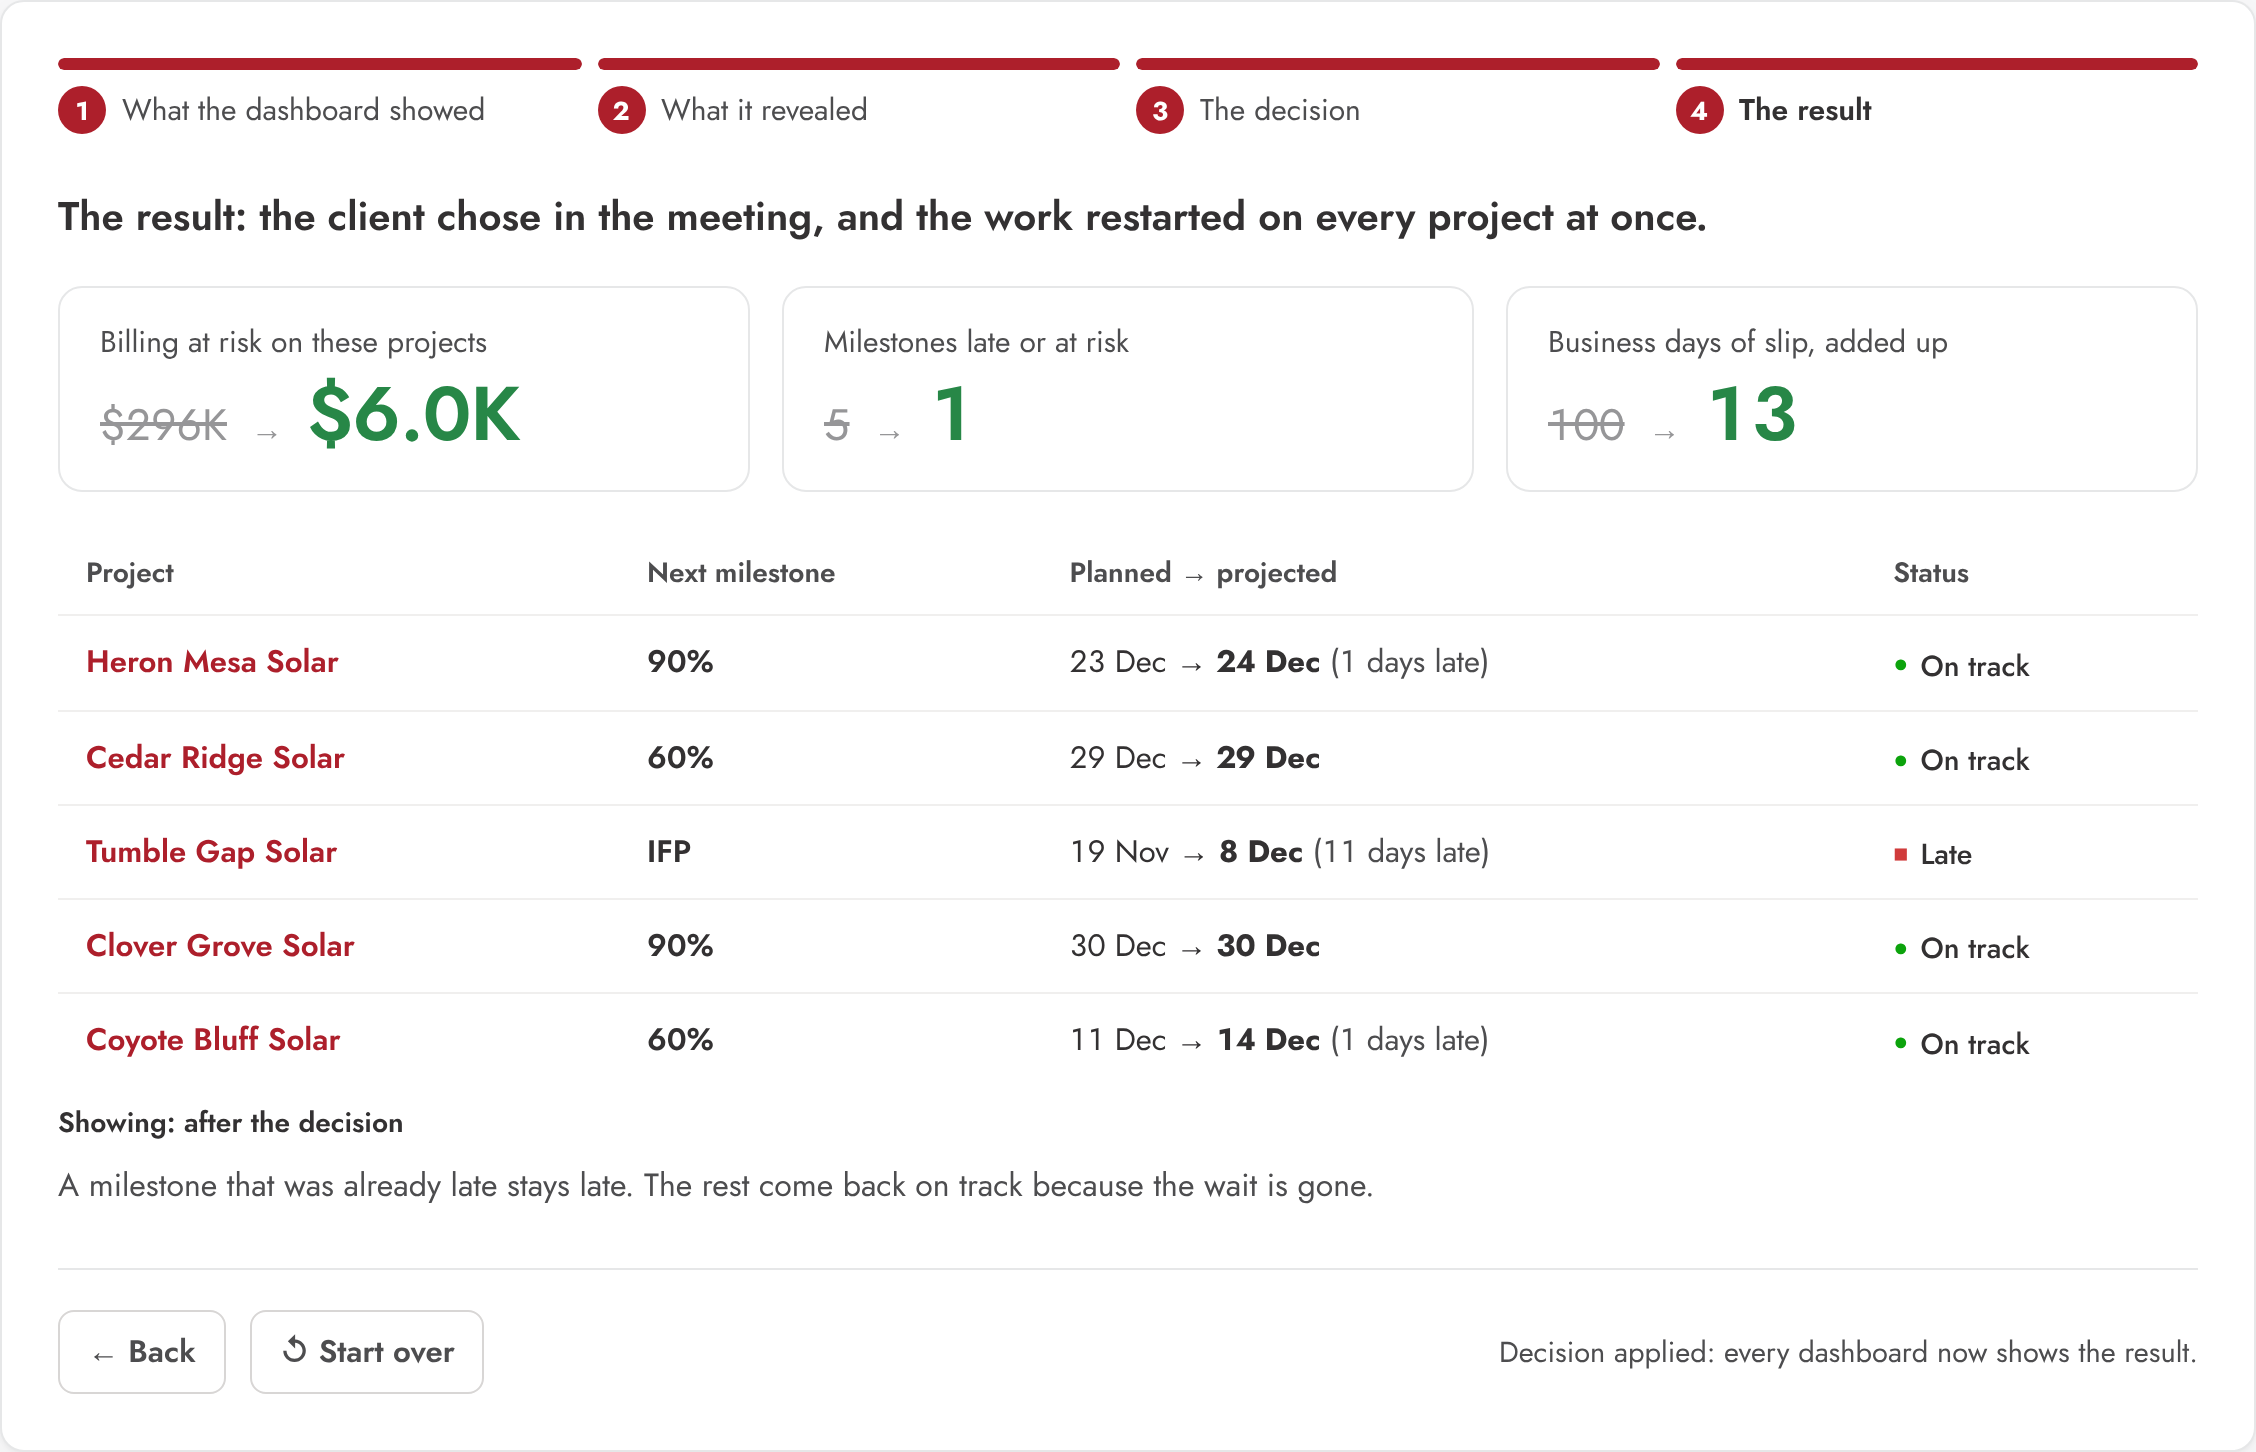 1 What the dashboard showed
2 What it revealed
3 The decision
4 The result
The result: the client chose in the meeting, and the work restarted on every project at once.
Billing at risk on these projects
$296K → $6.0K
Milestones late or at risk
5 → 1
Business days of slip, added up
100 → 13
Project Next milestone Planned → projected Status
Heron Mesa Solar 90% 23 Dec → 24 Dec (1 days late) On track
Cedar Ridge Solar 60% 29 Dec → 29 Dec On track
Tumble Gap Solar IFP 19 Nov → 8 Dec (11 days late) Late
Clover Grove Solar 90% 30 Dec → 30 Dec On track
Coyote Bluff Solar 60% 11 Dec → 14 Dec (1 days late) On track
Showing: after the decision
A milestone that was already late stays late. The rest come back on track because the wait is gone.
← Back
↺ Start over
Decision applied: every dashboard now shows the result.